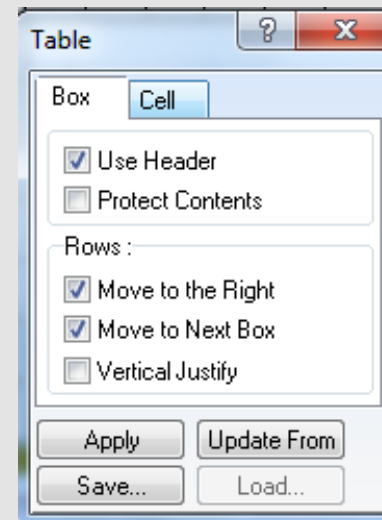 Table ? X
Box Cell
Use Header
Protect Contents
Rows :
Move to the Right
Move to Next Box
Vertical Justify
Apply Update From
Save... Load...